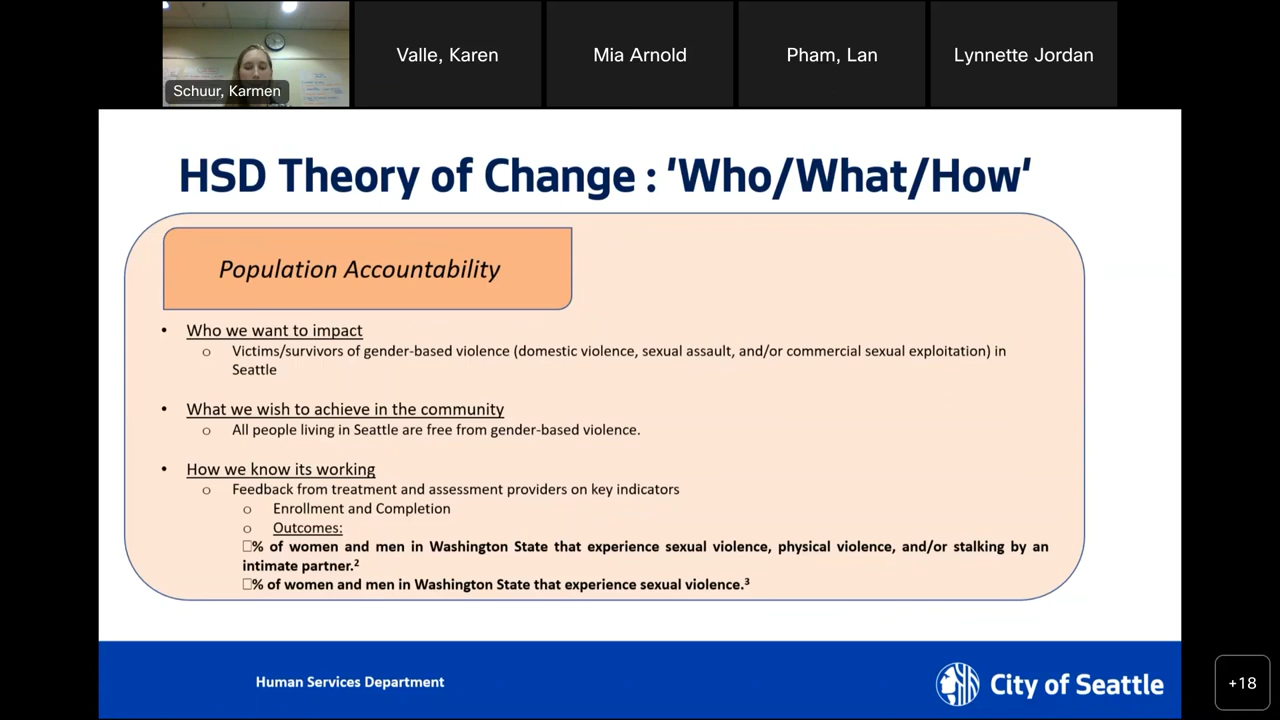 Schuur, Karmen
Valle, Karen
Mia Arnold
Pham, Lan
Lynnette Jordan
HSD Theory of Change : ‘Who/What/How‘
Population Accountability
• Who we want to impact
o Victims/survivors of gender-based violence (domestic violence, sexual assault, and/or commercial sexual exploitation) in
Seattle
• What we wish to achieve in the community
o All people living in Seattle are free from gender-based violence.
• How we know its working
o Feedback from treatment and assessment providers on key indicators
o Enrollment and Completion
o Outcomes:
□% of women and men in Washington State that experience sexual violence, physical violence, and/or stalking by an
intimate partner.²
□% of women and men in Washington State that experience sexual violence.³
Human Services Department
City of Seattle
+18